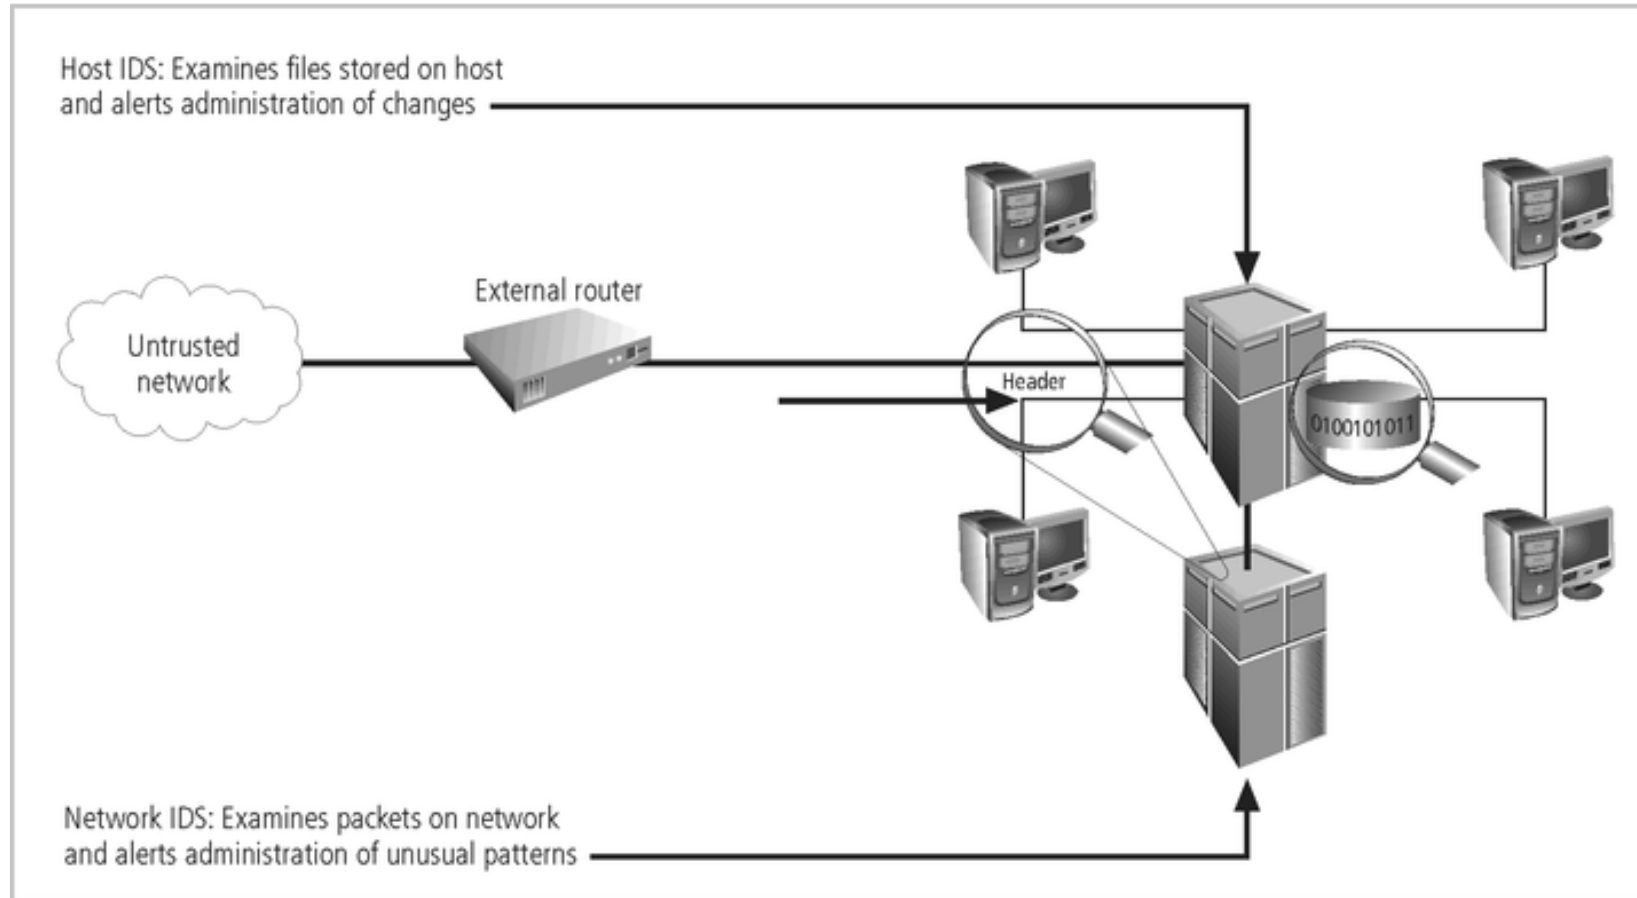 Host IDS: Examines files stored on host
and alerts administration of changes
External router
Untrusted
network
Header
0100101011
Network IDS: Examines packets on network
and alerts administration of unusual patterns